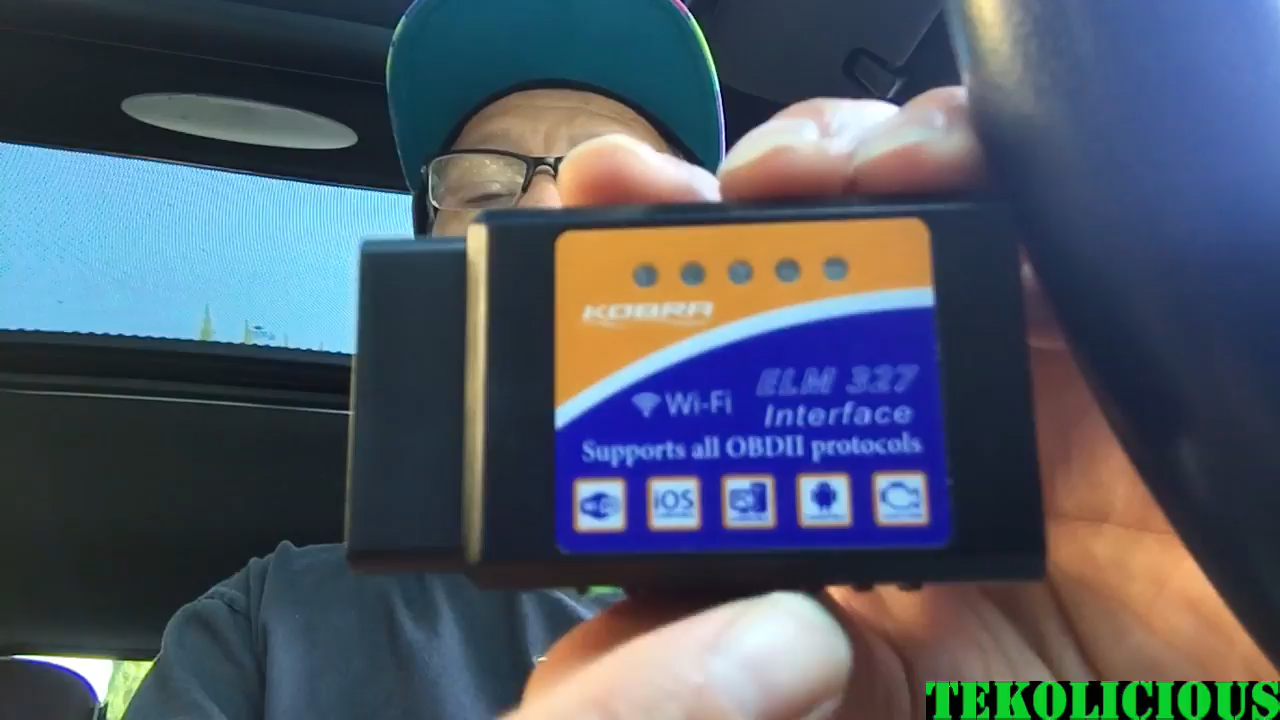 KOBRA
Wi-Fi
ELM 327
Interface
Supports all OBDII protocols
iOS
TEKOLICIOUS